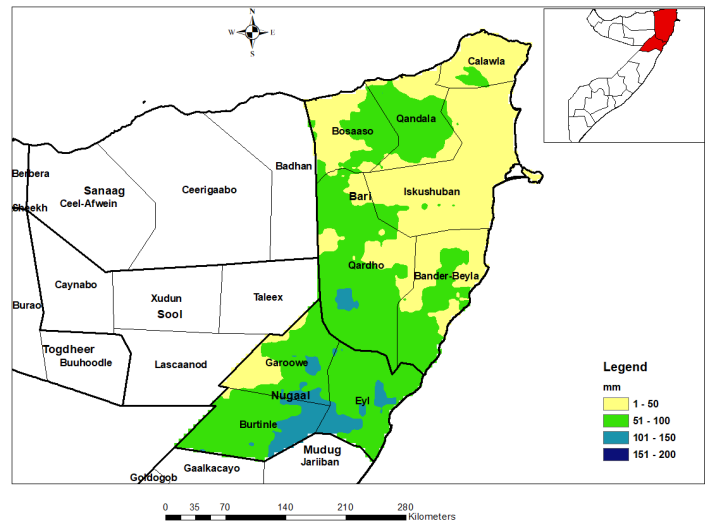 N
W E
S
Calawla
Qandala
Bosaaso
Badhan
Berbera
Sanaag
Ceerigaabo
Iskushuban
Bari
Sheekh
Ceel-Afwein
Qardho
Bander-Beyla
Caynabo
Xudun
Taleex
Burao
Sool
Togdheer
Buuhoodle
Lascaanod
Garoowe
Nugaal
Eyl
Burtinle
Mudug
Jariiban
Gaalkacayo
Goldogob
Legend
mm
1 - 50
51 - 100
101 - 150
151 - 200
0 35 70 140 210 280
Kilometers